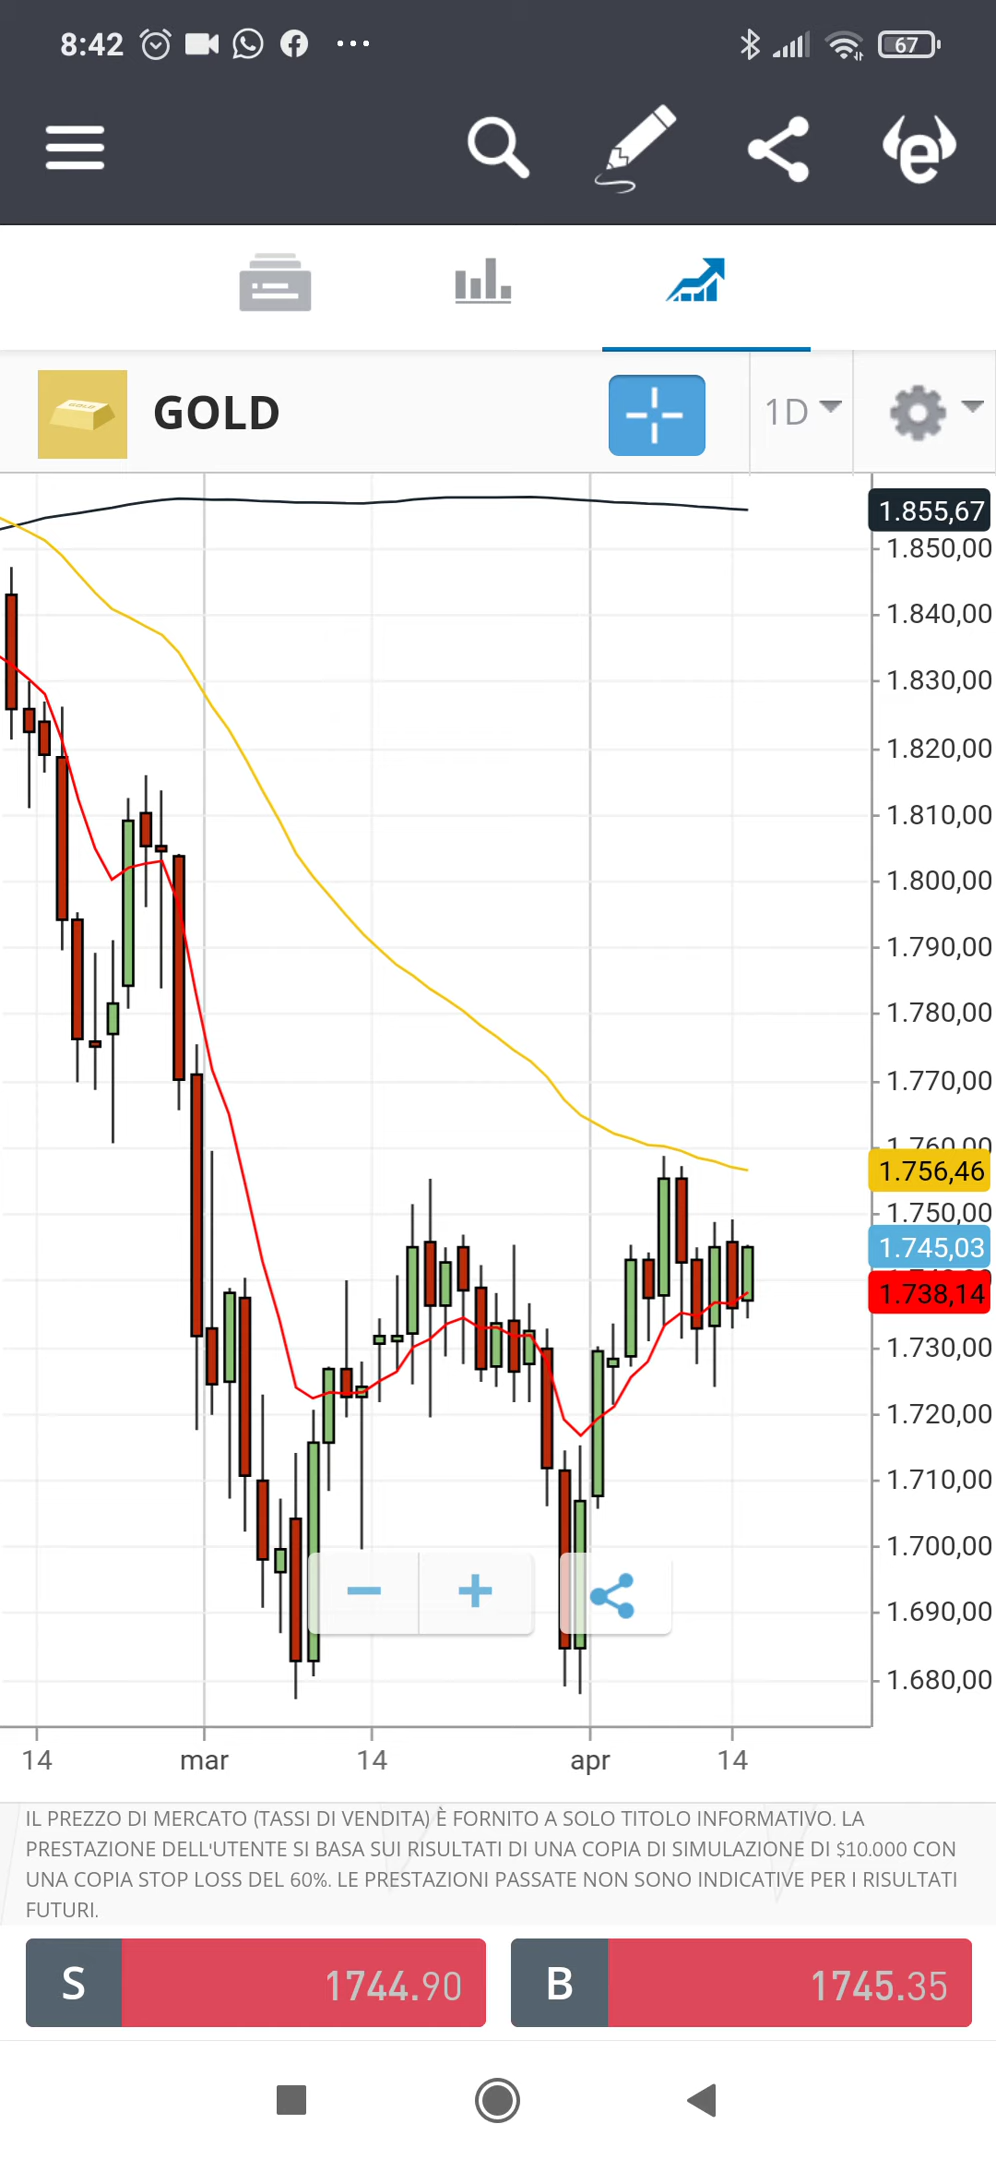 8:42
67
GOLD
1D
1.855,67
1.850,00
1.840,00
1.830,00
1.820,00
1.810,00
1.800,00
1.790,00
1.780,00
1.770,00
1.760,00
1.756,46
1.750,00
1.745,03
1.738,14
1.730,00
1.720,00
1.710,00
1.700,00
1.690,00
1.680,00
14 mar 14 apr 14
IL PREZZO DI MERCATO (TASSI DI VENDITA) È FORNITO A SOLO TITOLO INFORMATIVO. LA
PRESTAZIONE DELL'UTENTE SI BASA SUI RISULTATI DI UNA COPIA DI SIMULAZIONE DI $10.000 CON
UNA COPIA STOP LOSS DEL 60%. LE PRESTAZIONI PASSATE NON SONO INDICATIVE PER I RISULTATI
FUTURI.
S 1744.90 B 1745.35